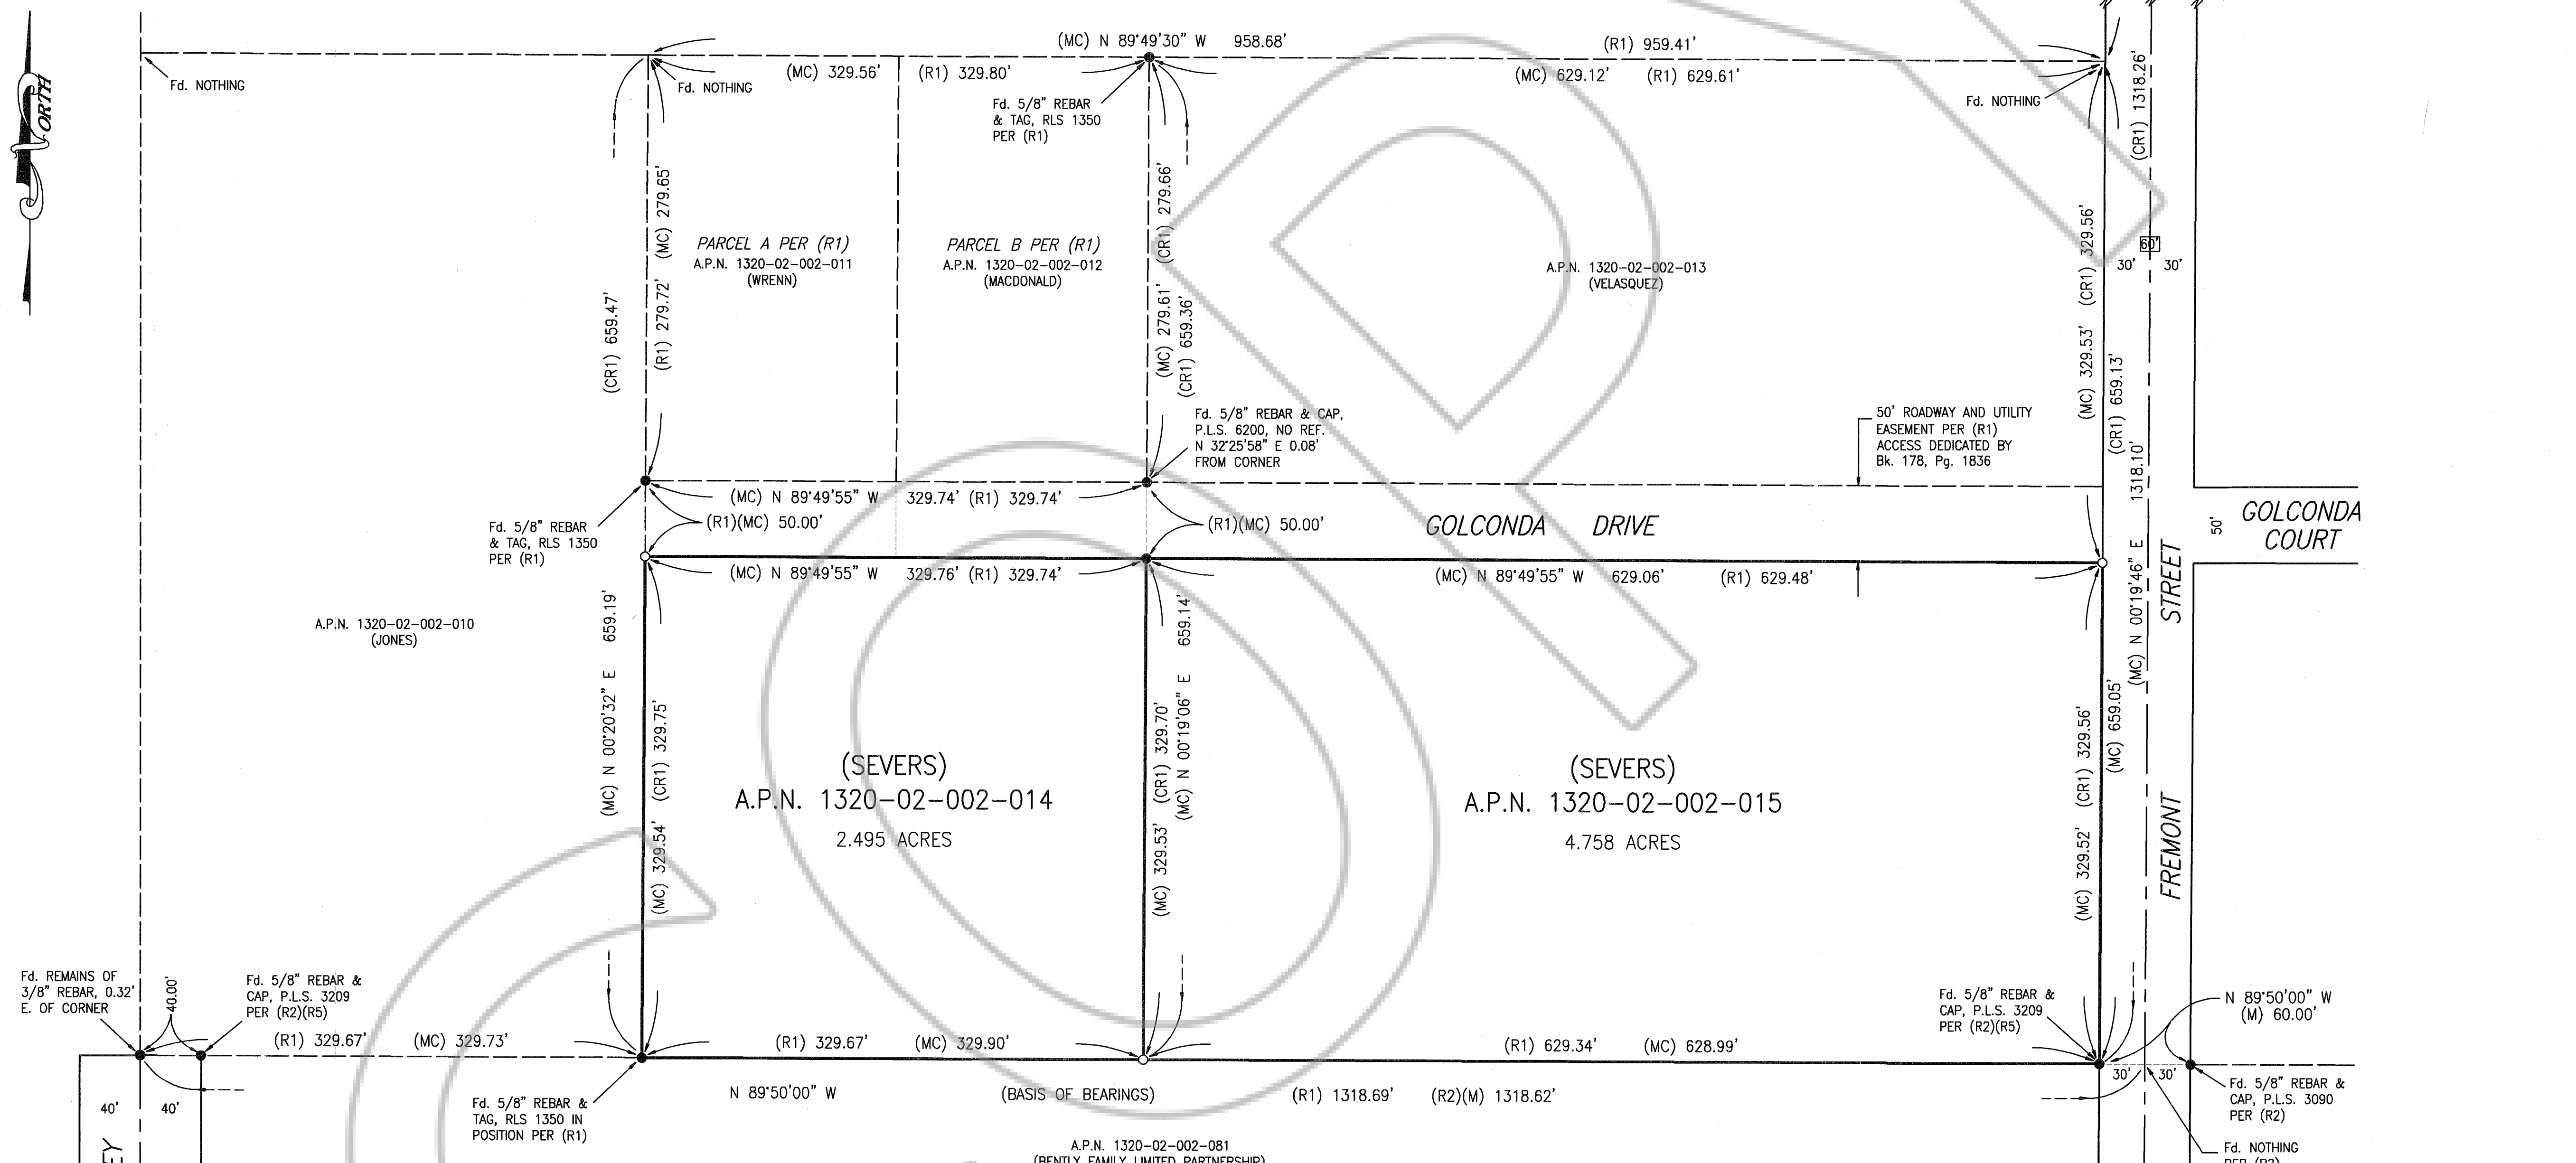 (MC) N 89°49'30" W 958.68'
(R1) 959.41'
Fd. NOTHING
Fd. NOTHING
(MC) 329.56'
(R1) 329.80'
(MC) 629.12'
(R1) 629.61'
Fd. 5/8" REBAR
& TAG, RLS 1350
PER (R1)
Fd. NOTHING
(CR1) 1318.26'
NORTH
(CR1) 659.47'
(R1) 279.72' (MC) 279.65'
PARCEL A PER (R1)
A.P.N. 1320-02-002-011
(WRENN)
PARCEL B PER (R1)
A.P.N. 1320-02-002-012
(MACDONALD)
(MC) 279.61' (CR1) 279.66'
(CR1) 659.36'
A.P.N. 1320-02-002-013
(VELASQUEZ)
(MC) 329.53' (CR1) 329.56'
(CR1) 659.13'
60'
30' 30'
Fd. 5/8" REBAR & CAP,
P.L.S. 6200, NO REF.
N 32°25'58" E 0.08'
FROM CORNER
50' ROADWAY AND UTILITY
EASEMENT PER (R1)
ACCESS DEDICATED BY
Bk. 178, Pg. 1836
(MC) N 89°49'55" W 329.74' (R1) 329.74'
(R1)(MC) 50.00'
(R1)(MC) 50.00'
GOLCONDA DRIVE
GOLCONDA
COURT
50'
Fd. 5/8" REBAR
& TAG, RLS 1350
PER (R1)
(MC) N 89°49'55" W 329.76' (R1) 329.74'
(MC) N 89°49'55" W 629.06' (R1) 629.48'
(MC) N 00°19'46" E 1318.10'
FREMONT STREET
A.P.N. 1320-02-002-010
(JONES)
(MC) N 00°20'32" E 659.19'
(MC) 329.54' (CR1) 329.75'
(MC) 329.53' (CR1) 329.70'
(MC) N 00°19'06" E 659.14'
(MC) 329.52' (CR1) 329.56'
(MC) 659.05'
(SEVERS)
A.P.N. 1320-02-002-014
2.495 ACRES
(SEVERS)
A.P.N. 1320-02-002-015
4.758 ACRES
COPY
Fd. REMAINS OF
3/8" REBAR, 0.32'
E. OF CORNER
40.00'
Fd. 5/8" REBAR &
CAP, P.L.S. 3209
PER (R2)(R5)
Fd. 5/8" REBAR &
CAP, P.L.S. 3209
PER (R2)(R5)
N 89°50'00" W
(M) 60.00'
(R1) 329.67' (MC) 329.73'
(R1) 329.67' (MC) 329.90'
(R1) 629.34' (MC) 628.99'
30' 30'
N 89°50'00" W (BASIS OF BEARINGS) (R1) 1318.69' (R2)(M) 1318.62'
40' 40'
Fd. 5/8" REBAR &
TAG, RLS 1350 IN
POSITION PER (R1)
Fd. 5/8" REBAR &
CAP, P.L.S. 3090
PER (R2)
EY
A.P.N. 1320-02-002-081
(BENTLY FAMILY LIMITED PARTNERSHIP)
Fd. NOTHING
PER (R2)